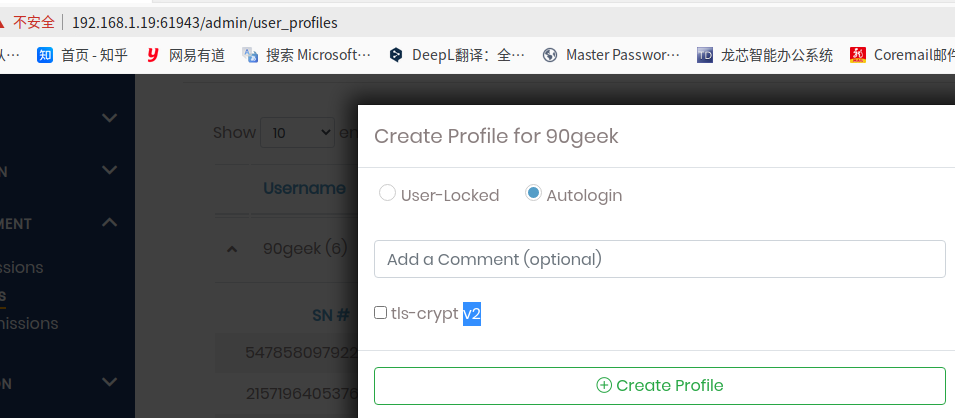 不安全 192.168.1.19:61943/admin/user_profiles
从… 首页 - 知乎 网易有道 搜索 Microsoft… DeepL翻译：全… Master Passwor… 龙芯智能办公系统 Coremail邮件
Create Profile for 90geek
Show 10 en
N
User-Locked Autologin
Username
MENT
90geek (6)
Add a Comment (optional)
ssions
s
SN #
tls-crypt v2
nissions
547858097922
Create Profile
ON
2157196405376